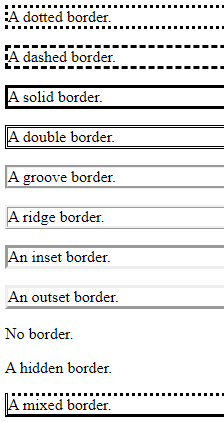 A dotted border.
A dashed border.
A solid border.
A double border.
A groove border.
A ridge border.
An inset border.
An outset border.
No border.
A hidden border.
A mixed border.